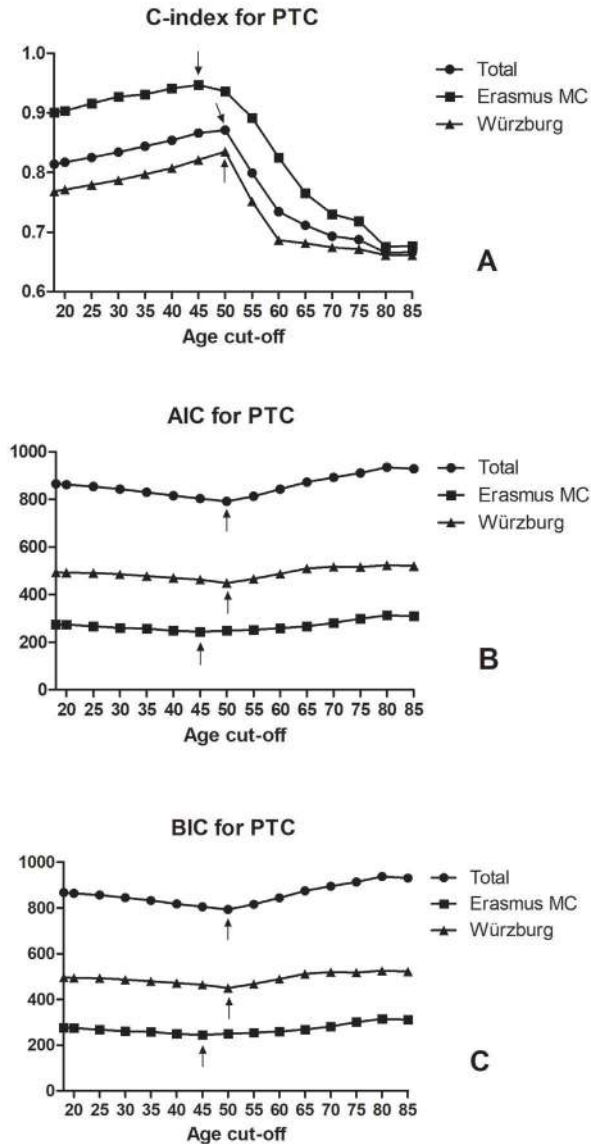 C-index for PTC
1.0
0.9
0.8
0.7
0.6
20 25 30 35 40 45 50 55 60 65 70 75 80 85
Age cut-off
Total
Erasmus MC
Würzburg
A
AIC for PTC
1000
800
600
400
200
0
20 25 30 35 40 45 50 55 60 65 70 75 80 85
Age cut-off
Total
Erasmus MC
Würzburg
B
BIC for PTC
1000
800
600
400
200
0
20 25 30 35 40 45 50 55 60 65 70 75 80 85
Age cut-off
Total
Erasmus MC
Würzburg
C